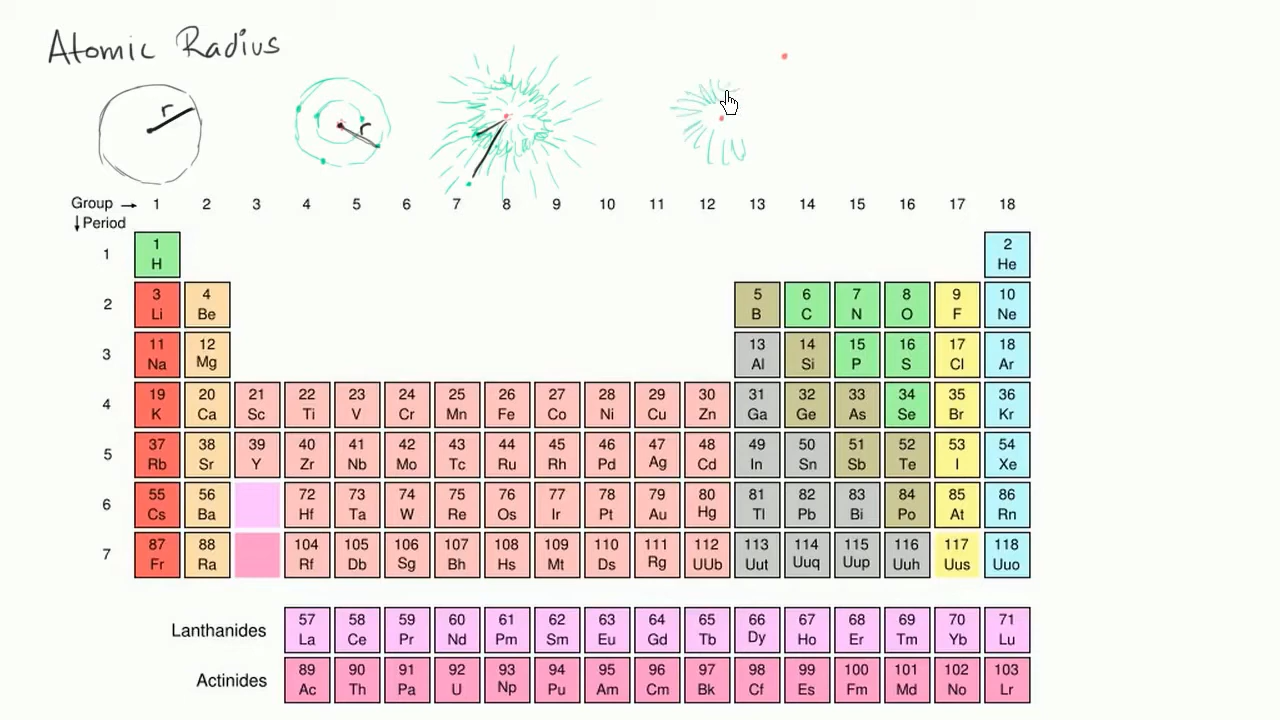 Atomic Radius
r
r
Group → 1 2 3 4 5 6 7 8 9 10 11 12 13 14 15 16 17 18
↓Period
1 1 H 2 He
2 3 Li 4 Be 5 B 6 C 7 N 8 O 9 F 10 Ne
3 11 Na 12 Mg 13 Al 14 Si 15 P 16 S 17 Cl 18 Ar
4 19 K 20 Ca 21 Sc 22 Ti 23 V 24 Cr 25 Mn 26 Fe 27 Co 28 Ni 29 Cu 30 Zn 31 Ga 32 Ge 33 As 34 Se 35 Br 36 Kr
5 37 Rb 38 Sr 39 Y 40 Zr 41 Nb 42 Mo 43 Tc 44 Ru 45 Rh 46 Pd 47 Ag 48 Cd 49 In 50 Sn 51 Sb 52 Te 53 I 54 Xe
6 55 Cs 56 Ba 72 Hf 73 Ta 74 W 75 Re 76 Os 77 Ir 78 Pt 79 Au 80 Hg 81 Tl 82 Pb 83 Bi 84 Po 85 At 86 Rn
7 87 Fr 88 Ra 104 Rf 105 Db 106 Sg 107 Bh 108 Hs 109 Mt 110 Ds 111 Rg 112 UUb 113 Uut 114 Uuq 115 Uup 116 Uuh 117 Uus 118 Uuo
Lanthanides 57 La 58 Ce 59 Pr 60 Nd 61 Pm 62 Sm 63 Eu 64 Gd 65 Tb 66 Dy 67 Ho 68 Er 69 Tm 70 Yb 71 Lu
Actinides 89 Ac 90 Th 91 Pa 92 U 93 Np 94 Pu 95 Am 96 Cm 97 Bk 98 Cf 99 Es 100 Fm 101 Md 102 No 103 Lr